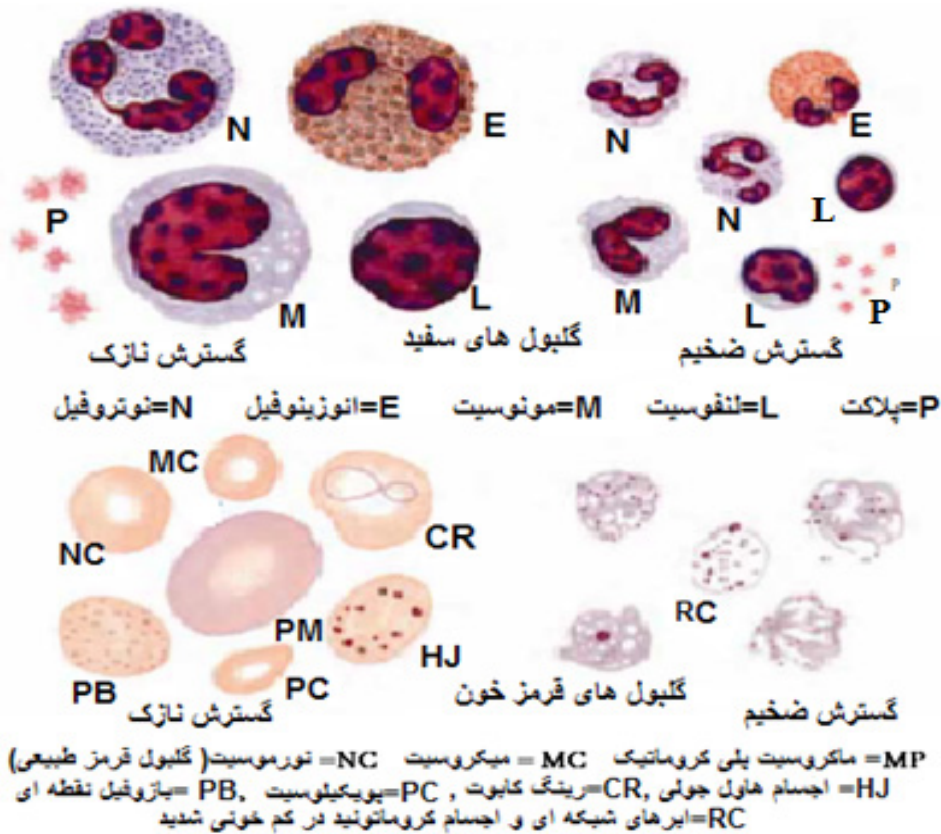 N E N E
P N L
M L M L P P
گسترش نازک گلبول های سفید گسترش ضخیم
P=پلاکت L=لنفوسیت M=مونوسیت E=انوزینوفیل N=نوتروفیل
MC
NC CR
RC
PM HJ
PB PC
گسترش نازک گلبول های قرمز خون گسترش ضخیم
MP= ماکروسیت پلی کروماتیک MC = میکروسیت NC= نورموسیت( گلبول قرمز طبیعی)
HJ= اجسام هاول جولی ,CR=رینگ کابوت , PC=پویکیلوسیت ,PB =بازوفیل نقطه ای
RC=ابرهای شبکه ای و اجسام کروماتونید در کم خونی شدید